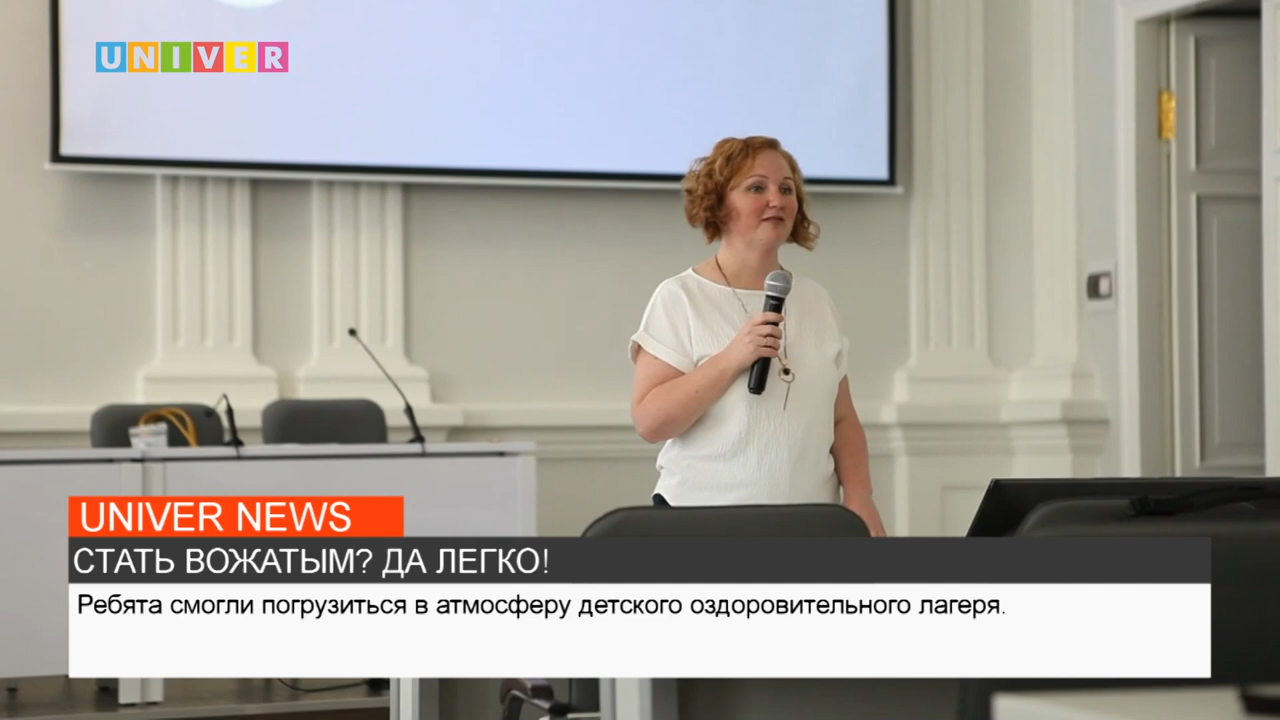 UNIVER
UNIVER NEWS
СТАТЬ ВОЖАТЫМ? ДА ЛЕГКО!
Ребята смогли погрузиться в атмосферу детского оздоровительного лагеря.